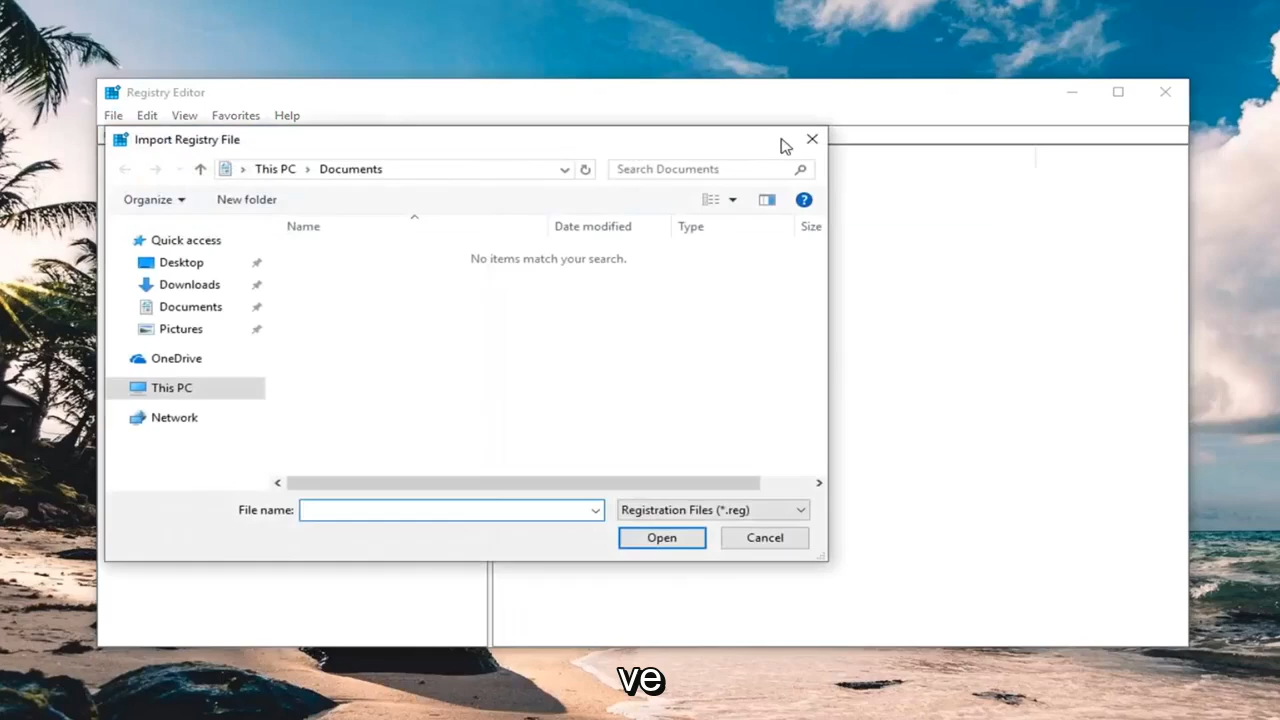 Registry Editor
File Edit View Favorites Help
Import Registry File
This PC Documents
Search Documents
Organize New folder
Name Date modified Type Size
No items match your search.
Quick access
Desktop
Downloads
Documents
Pictures
OneDrive
This PC
Network
File name: Registration Files (*.reg)
Open Cancel
ve